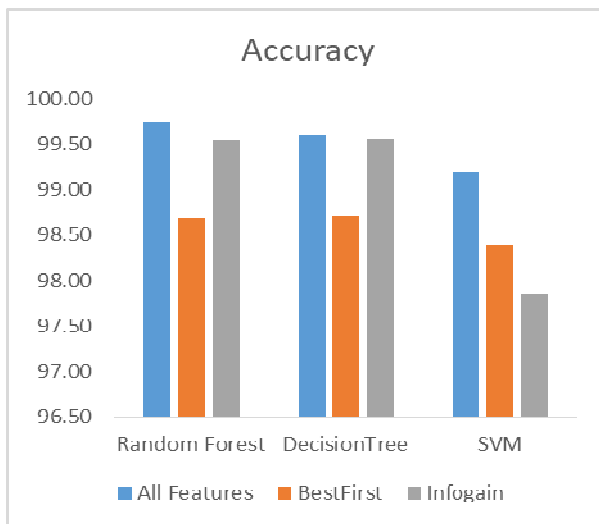 Accuracy
100.00
99.50
99.00
98.50
98.00
97.50
97.00
96.50
Random Forest DecisionTree SVM
All Features BestFirst Infogain